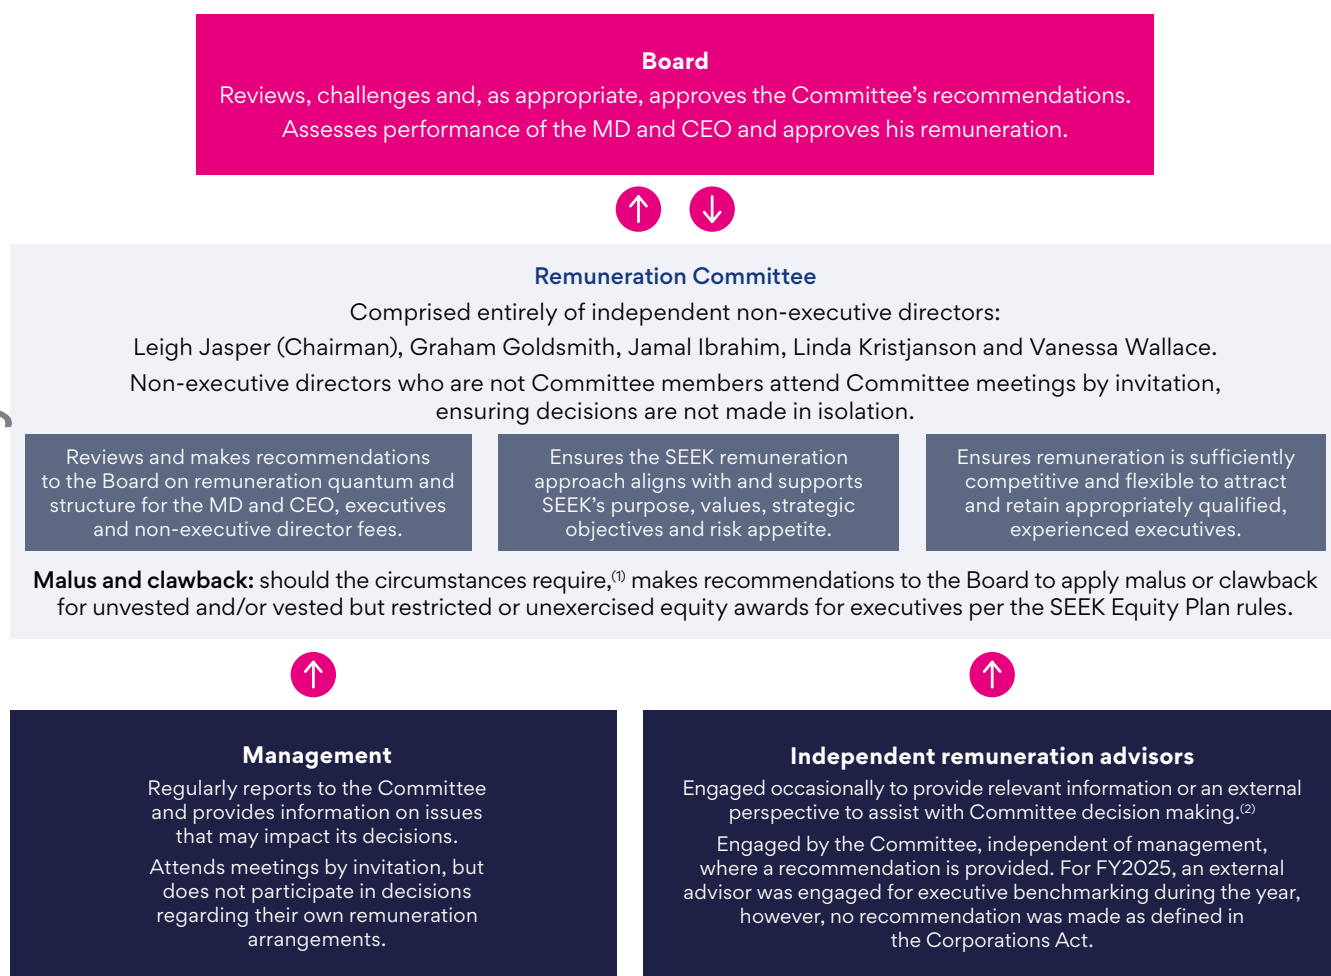 Board
Reviews, challenges and, as appropriate, approves the Committee’s recommendations.
Assesses performance of the MD and CEO and approves his remuneration.
Remuneration Committee
Comprised entirely of independent non-executive directors:
Leigh Jasper (Chairman), Graham Goldsmith, Jamal Ibrahim, Linda Kristjanson and Vanessa Wallace.
Non-executive directors who are not Committee members attend Committee meetings by invitation,
ensuring decisions are not made in isolation.
Reviews and makes recommendations
to the Board on remuneration quantum and
structure for the MD and CEO, executives
and non-executive director fees.
Ensures the SEEK remuneration
approach aligns with and supports
SEEK’s purpose, values, strategic
objectives and risk appetite.
Ensures remuneration is sufficiently
competitive and flexible to attract
and retain appropriately qualified,
experienced executives.
Malus and clawback: should the circumstances require,(1) makes recommendations to the Board to apply malus or clawback
for unvested and/or vested but restricted or unexercised equity awards for executives per the SEEK Equity Plan rules.
Management
Regularly reports to the Committee
and provides information on issues
that may impact its decisions.
Attends meetings by invitation, but
does not participate in decisions
regarding their own remuneration
arrangements.
Independent remuneration advisors
Engaged occasionally to provide relevant information or an external
perspective to assist with Committee decision making.(2)
Engaged by the Committee, independent of management,
where a recommendation is provided. For FY2025, an external
advisor was engaged for executive benchmarking during the year,
however, no recommendation was made as defined in
the Corporations Act.